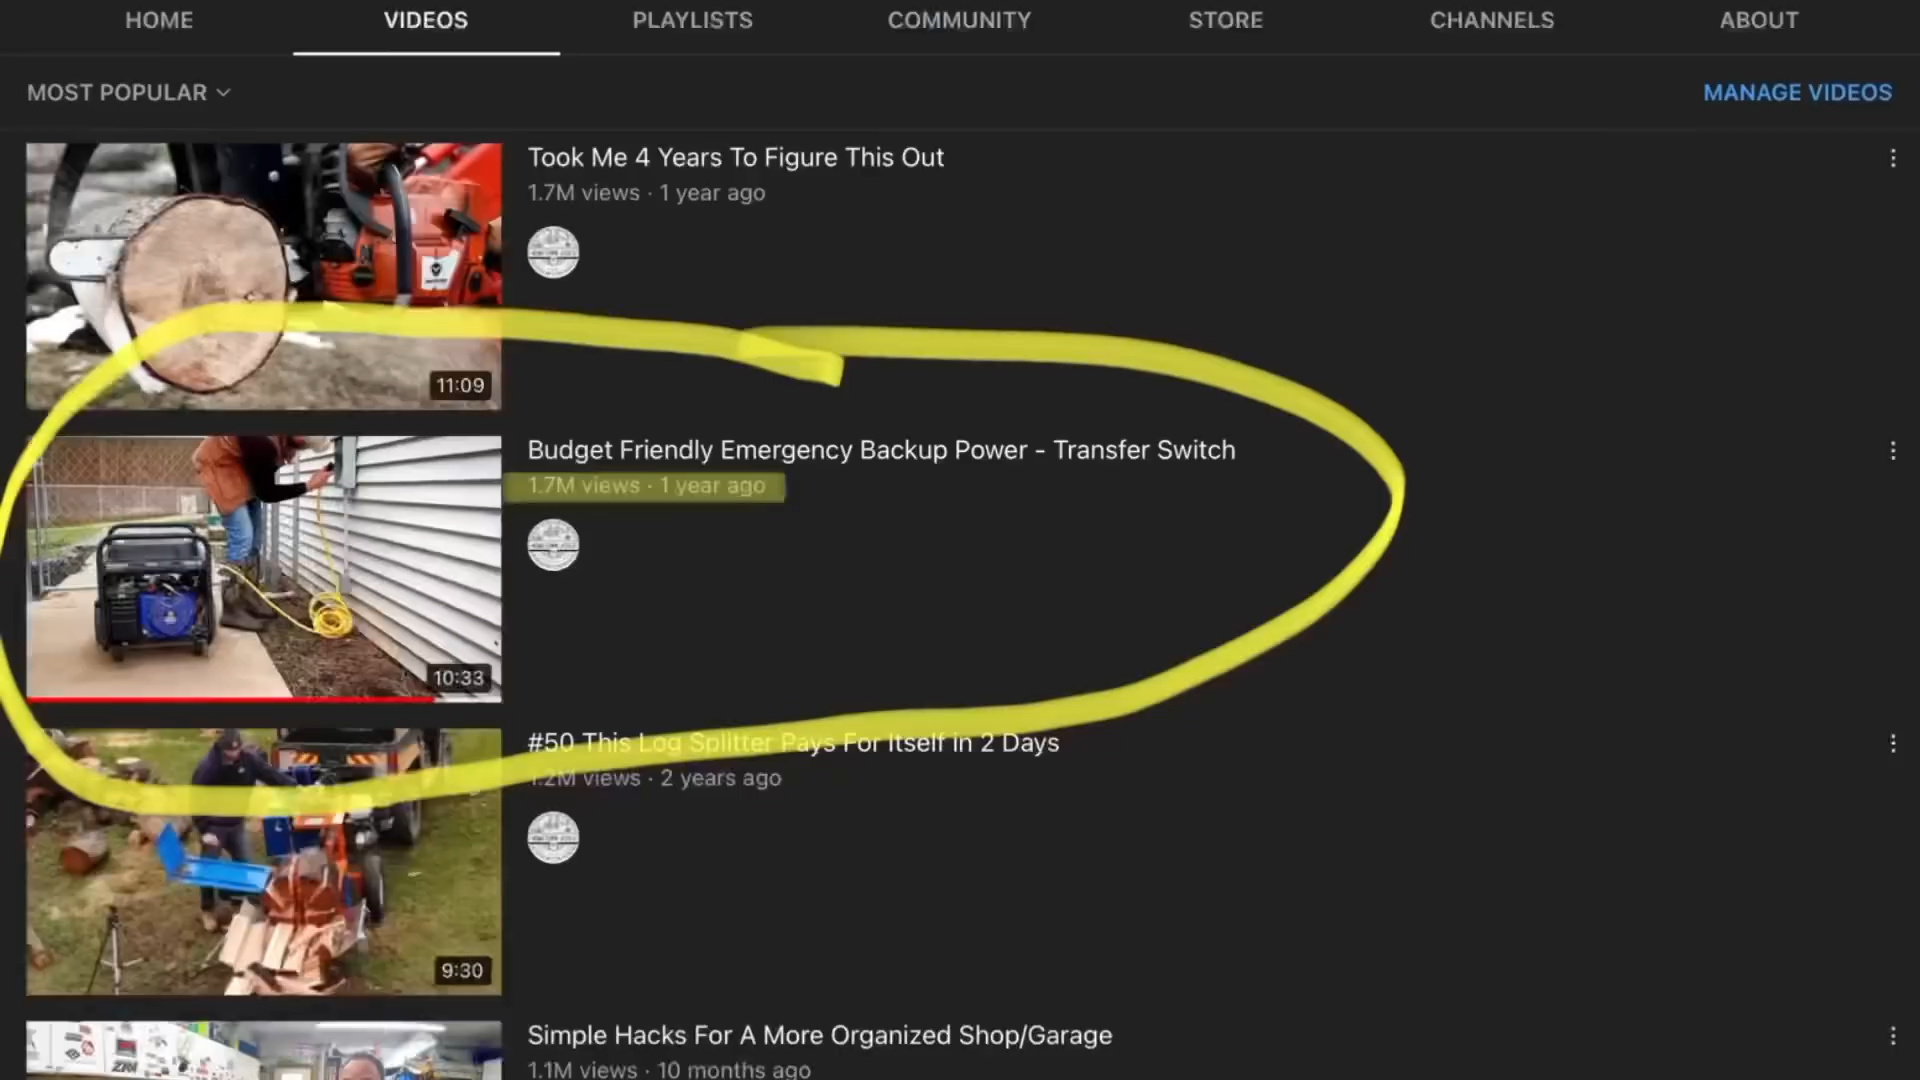 HOME VIDEOS PLAYLISTS COMMUNITY STORE CHANNELS ABOUT
MOST POPULAR MANAGE VIDEOS
Took Me 4 Years To Figure This Out
1.7M views · 1 year ago
11:09
Budget Friendly Emergency Backup Power - Transfer Switch
1.7M views · 1 year ago
10:33
#50 This Log Splitter Pays For Itself in 2 Days
1.2M views · 2 years ago
9:30
Simple Hacks For A More Organized Shop/Garage
1.1M views · 10 months ago